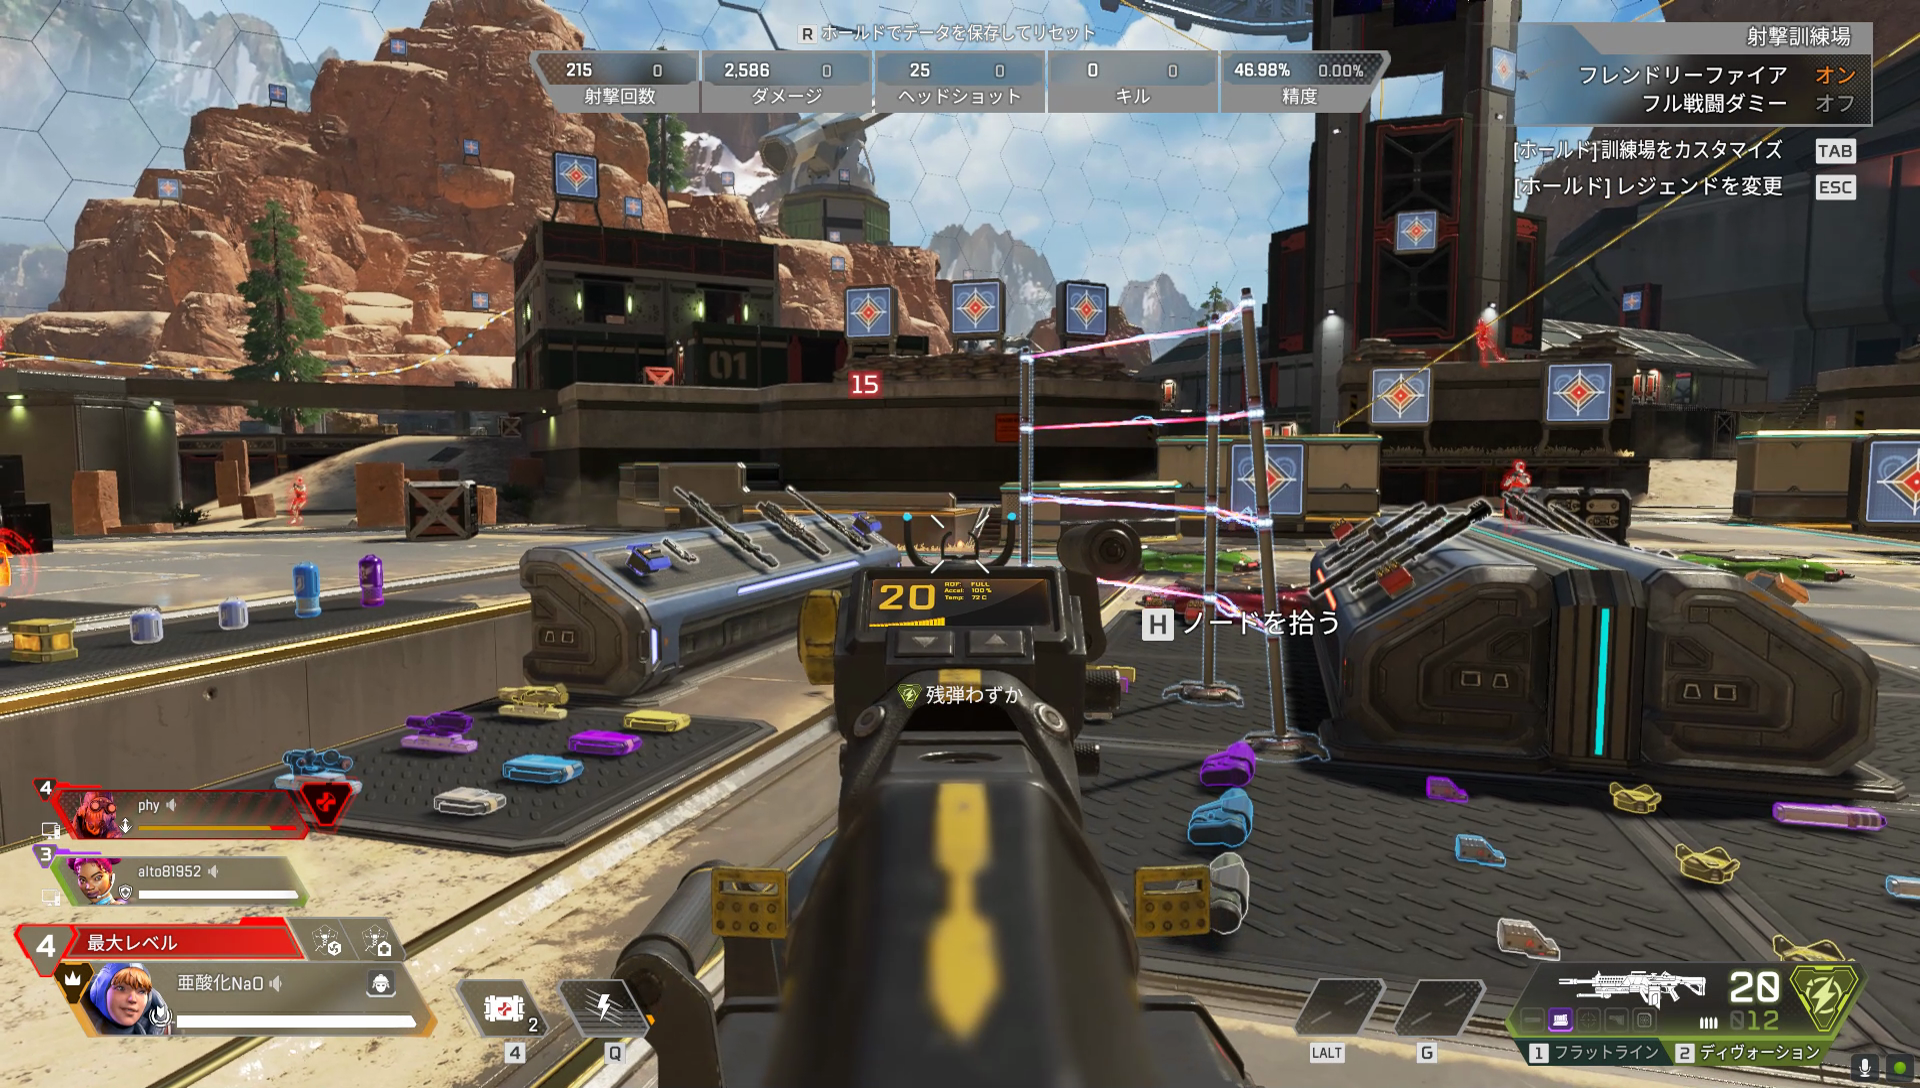 R ホールドでデータを保存してリセット
215 0 2,586 0 25 0 0 0 46.98% 0.00%
射撃回数 ダメージ ヘッドショット キル 精度
射撃訓練場
フレンドリーファイア オン
フル戦闘ダミー オフ
[ホールド]訓練場をカスタマイズ TAB
[ホールド]レジェンドを変更 ESC
01
15
20
ROF: FULL
Accel: 100 %
Temp: 72 C
H ノードを拾う
残弾わずか
4
phy
3
alto81952
4 最大レベル
亜酸化NaO
2
4 Q
LALT G
20
012
1 フラットライン 2 ディヴォーション